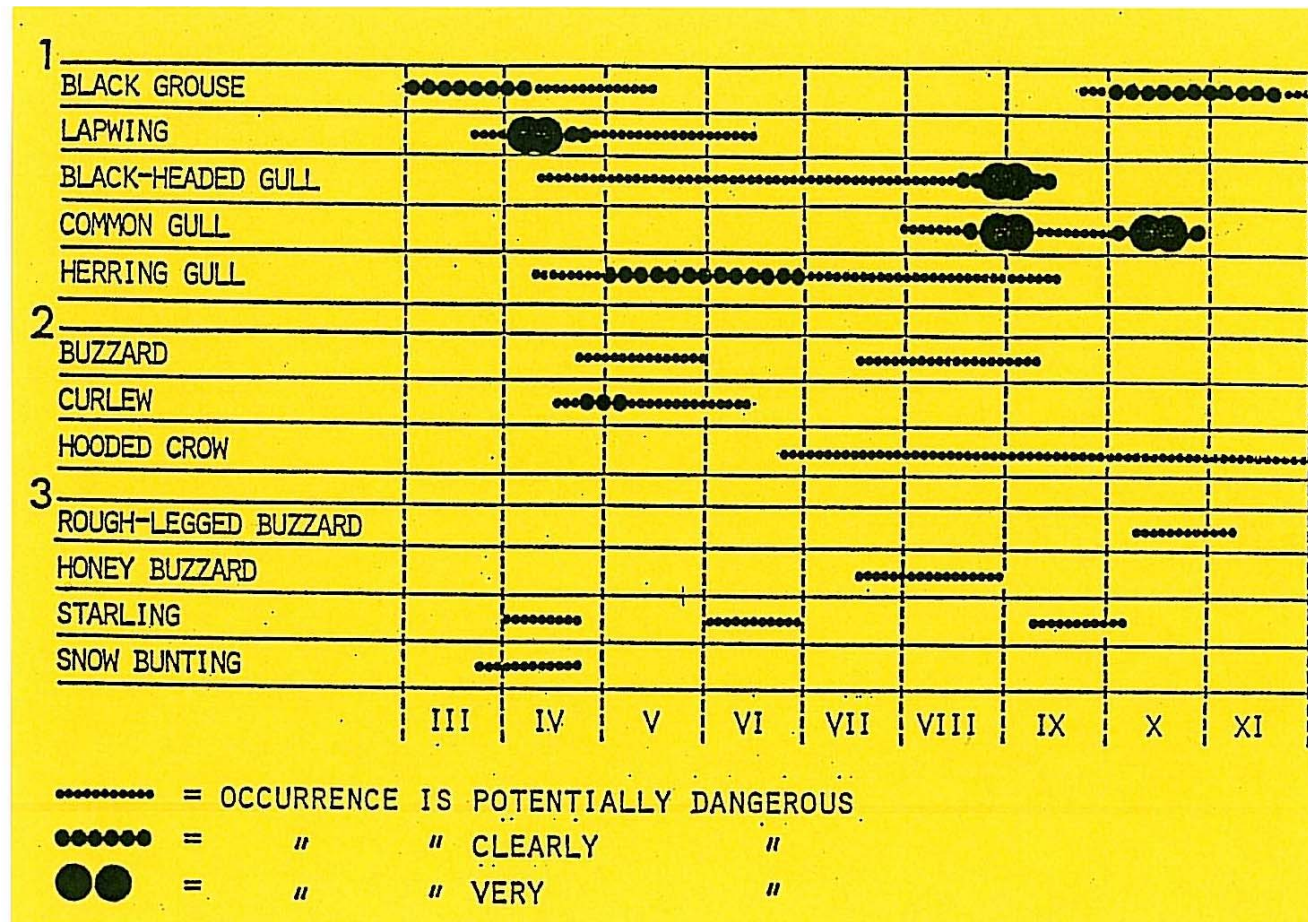 1
BLACK GROUSE
LAPWING
BLACK-HEADED GULL
COMMON GULL
HERRING GULL
2
BUZZARD
CURLEW
HOODED CROW
3
ROUGH-LEGGED BUZZARD
HONEY BUZZARD
STARLING
SNOW BUNTING
III IV V VI VII VIII IX X XI
= OCCURRENCE IS POTENTIALLY DANGEROUS
= " " CLEARLY "
= " " VERY "